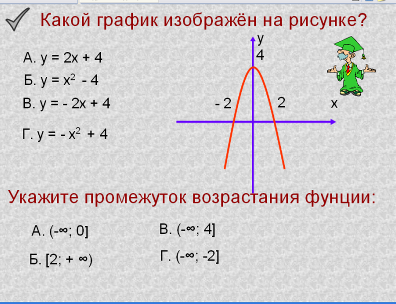 Какой график изображён на рисунке?
А. y = 2x + 4
Б. y = x² - 4
В. y = - 2x + 4
Г. y = - x² + 4
y
4
- 2
2
x
Укажите промежуток возрастания фунции:
А. (-∞; 0]
В. (-∞; 4]
Б. [2; + ∞)
Г. (-∞; -2]